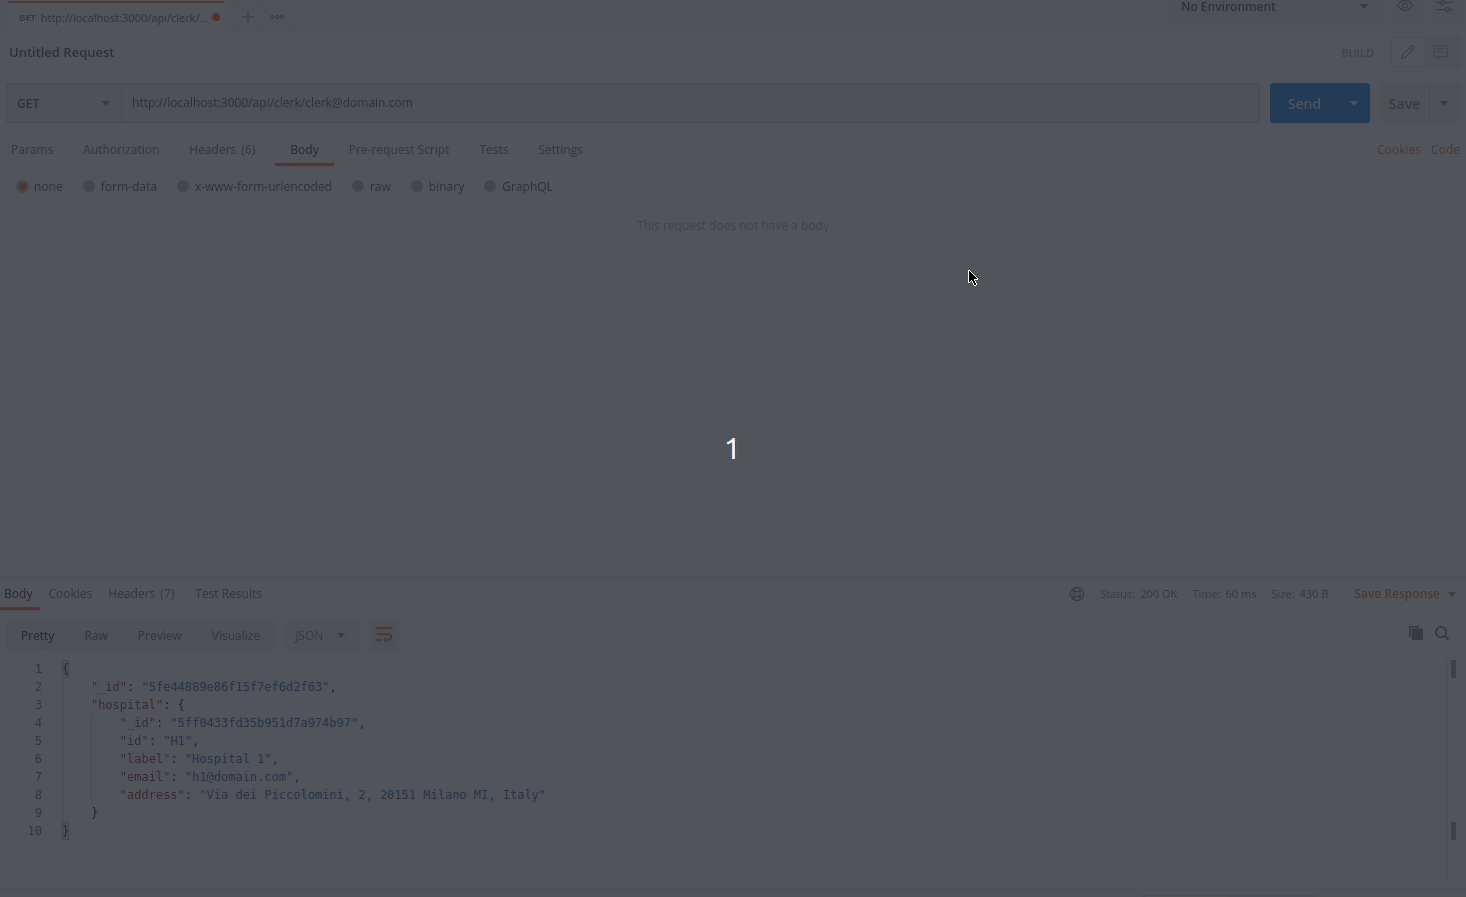 GET http://localhost:3000/api/clerk/...
No Environment
Untitled Request
BUILD
GET http://localhost:3000/api/clerk/clerk@domain.com Send Save
Params Authorization Headers (6) Body Pre-request Script Tests Settings Cookies Code
none form-data x-www-form-urlencoded raw binary GraphQL
This request does not have a body
1
Body Cookies Headers (7) Test Results Status: 200 OK Time: 60 ms Size: 430 B Save Response
Pretty Raw Preview Visualize JSON
1 {
2 "_id": "5fe44889e86f15f7ef6d2f63",
3 "hospital": {
4 "_id": "5ff8433fd35b951d7a974b97",
5 "id": "H1",
6 "label": "Hospital 1",
7 "email": "h1@domain.com",
8 "address": "Via dei Piccolomini, 2, 20151 Milano MI, Italy"
9 }
10 }